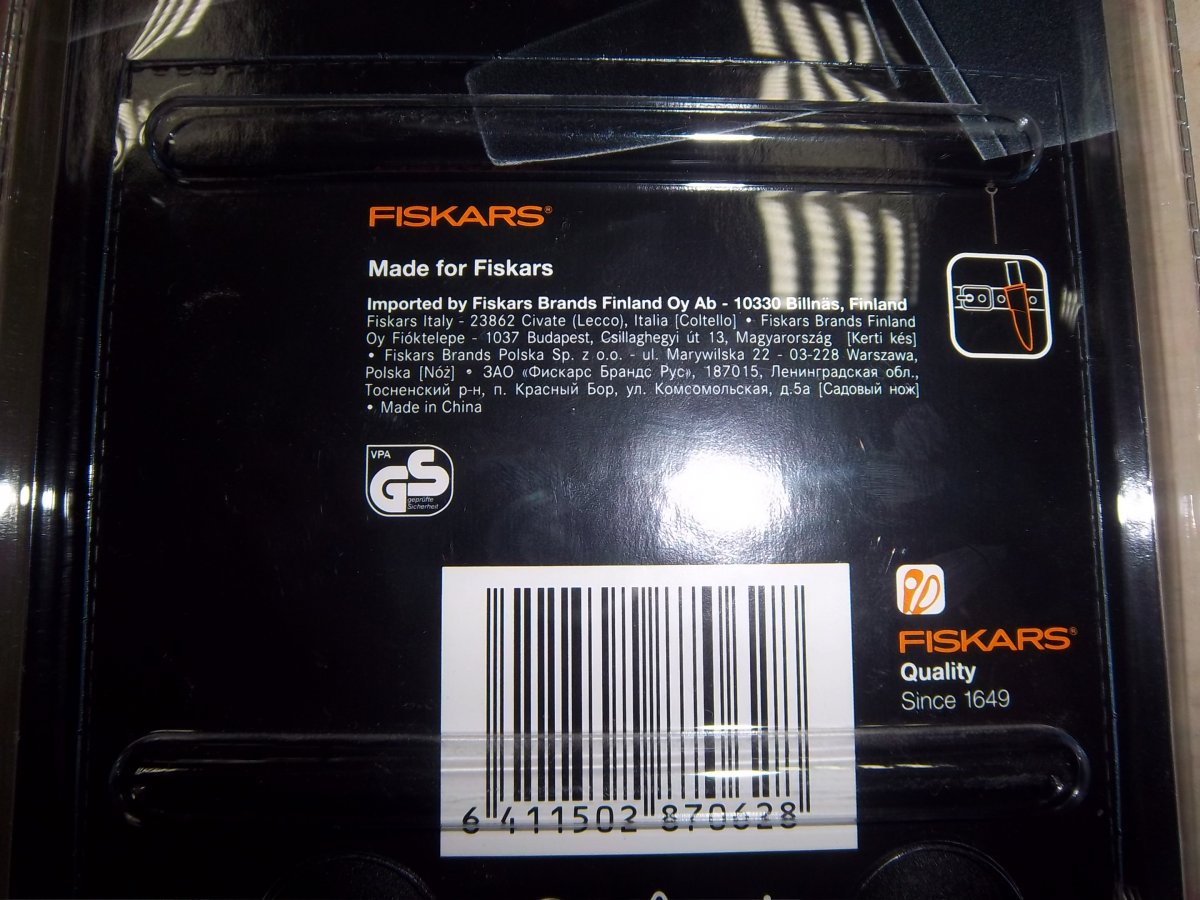 FISKARS®
Made for Fiskars
Imported by Fiskars Brands Finland Oy Ab - 10330 Billnäs, Finland
Fiskars Italy - 23862 Civate (Lecco), Italia [Coltello] • Fiskars Brands Finland
Oy Fióktelepe - 1037 Budapest, Csillaghegyi út 13, Magyarország [Kerti kés]
• Fiskars Brands Polska Sp. z o.o. - ul. Marywilska 22 - 03-228 Warszawa,
Polska [Nóż] • ЗАО «Фискарс Брандс Рус», 187015, Ленинградская обл.,
Тосненский р-н, п. Красный Бор, ул. Комсомольская, д.5а [Садовый нож]
• Made in China
VPA
GS
geprüfte
Sicherheit
FISKARS®
Quality
Since 1649
6 411502 870628